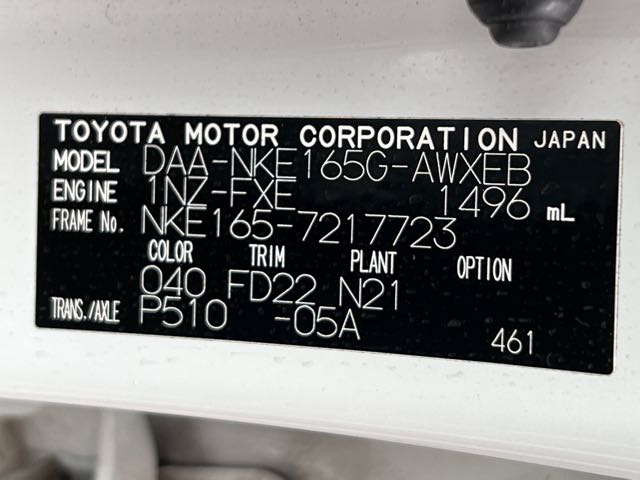 TOYOTA MOTOR CORPORATION JAPAN
MODEL DAA-NKE165G-AWXEB
ENGINE 1NZ-FXE 1496 mL
FRAME No. NKE165-7217723
COLOR TRIM PLANT OPTION
040 FD22 N21
TRANS./AXLE P510 -05A
461